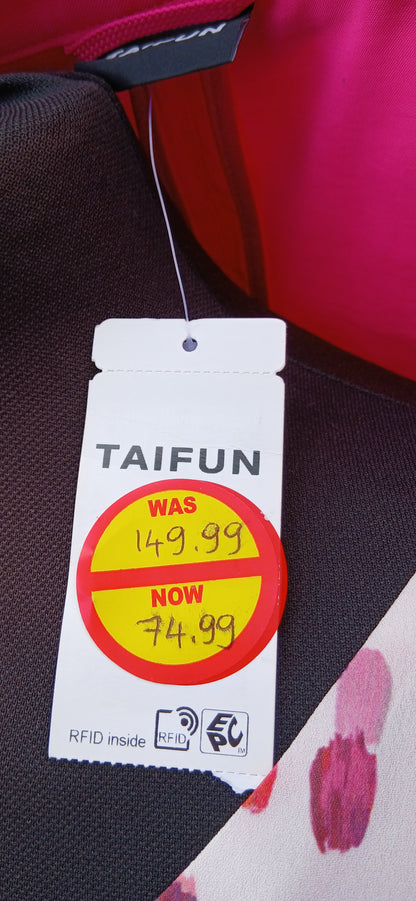 TAIFUN
TAIFUN
WAS
149.99
NOW
74.99
RFID inside
RFID
EPC